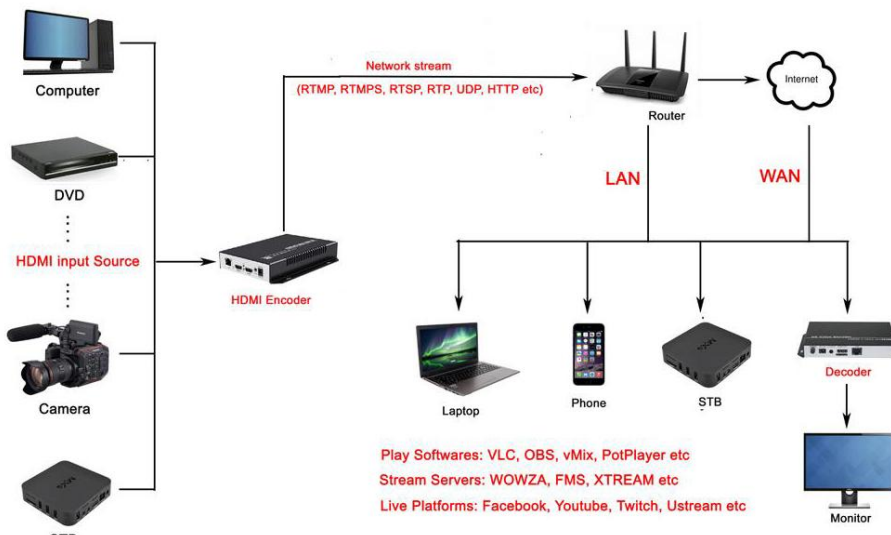 Computer
DVD
HDMI input Source
Camera
HDMI Encoder
Network stream
(RTMP, RTMPS, RTSP, RTP, UDP, HTTP etc)
Router
Internet
LAN
WAN
Laptop
Phone
STB
Decoder
Monitor
Play Softwares: VLC, OBS, vMix, PotPlayer etc
Stream Servers: WOWZA, FMS, XTREAM etc
Live Platforms: Facebook, Youtube, Twitch, Ustream etc